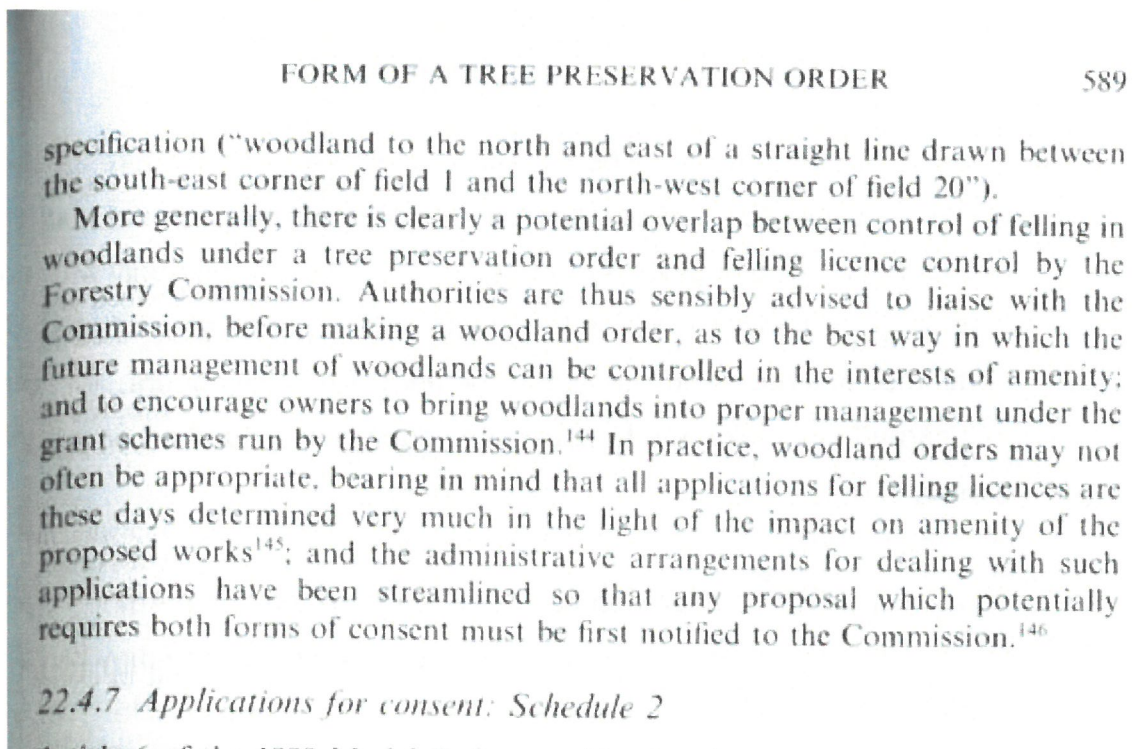 FORM OF A TREE PRESERVATION ORDER 589
specification (“woodland to the north and east of a straight line drawn between
the south-east corner of field 1 and the north-west corner of field 20”).
More generally, there is clearly a potential overlap between control of felling in
woodlands under a tree preservation order and felling licence control by the
Forestry Commission. Authorities are thus sensibly advised to liaise with the
Commission, before making a woodland order, as to the best way in which the
future management of woodlands can be controlled in the interests of amenity;
and to encourage owners to bring woodlands into proper management under the
grant schemes run by the Commission.¹⁴⁴ In practice, woodland orders may not
often be appropriate, bearing in mind that all applications for felling licences are
these days determined very much in the light of the impact on amenity of the
proposed works¹⁴⁵; and the administrative arrangements for dealing with such
applications have been streamlined so that any proposal which potentially
requires both forms of consent must be first notified to the Commission.¹⁴⁶
22.4.7 Applications for consent: Schedule 2